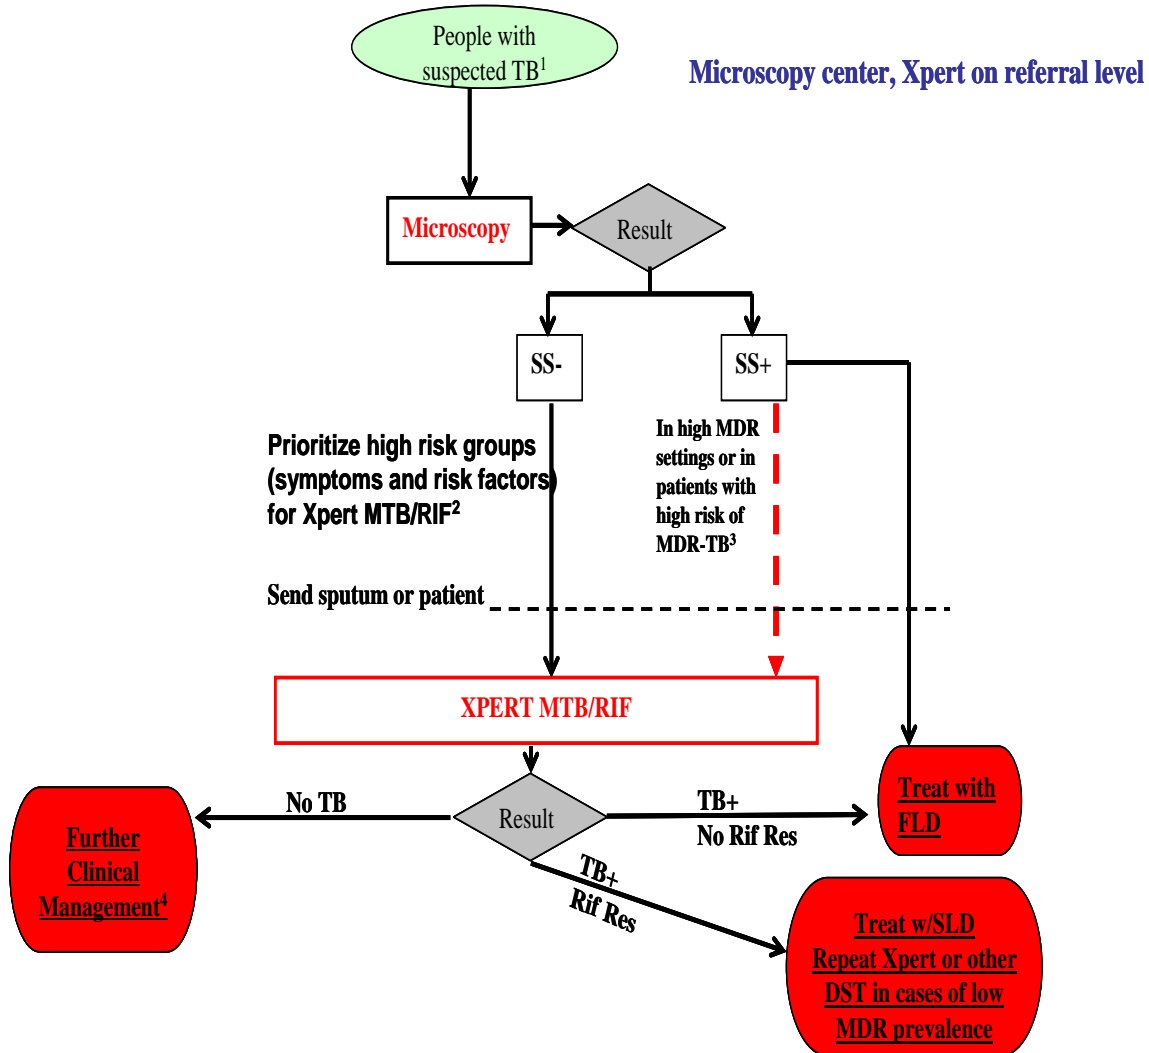 People with
suspected TB1
Microscopy center, Xpert on referral level
Microscopy
Result
SS-
SS+
Prioritize high risk groups
(symptoms and risk factors)
for Xpert MTB/RIF2
In high MDR
settings or in
patients with
high risk of
MDR-TB3
Send sputum or patient
XPERT MTB/RIF
Result
No TB
TB+
No Rif Res
TB+
Rif Res
Further
Clinical
Management4
Treat with
FLD
Treat w/SLD
Repeat Xpert or other
DST in cases of low
MDR prevalence